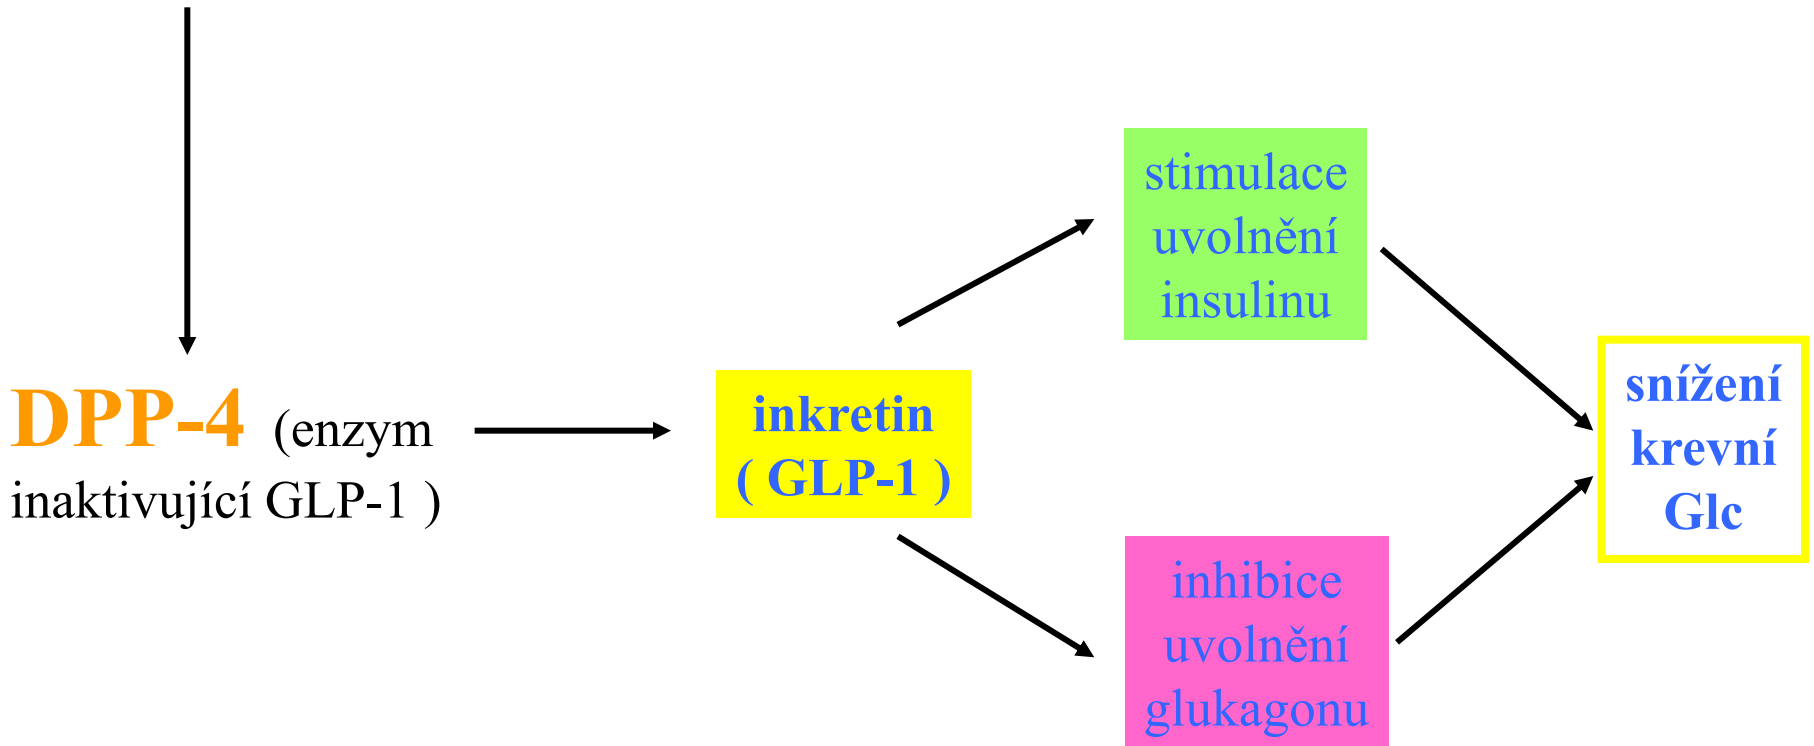 DPP-4 (enzym
inaktivující GLP-1 )
inkretin
( GLP-1 )
stimulace
uvolnění
insulinu
inhibice
uvolnění
glukagonu
snížení
krevní
Glc